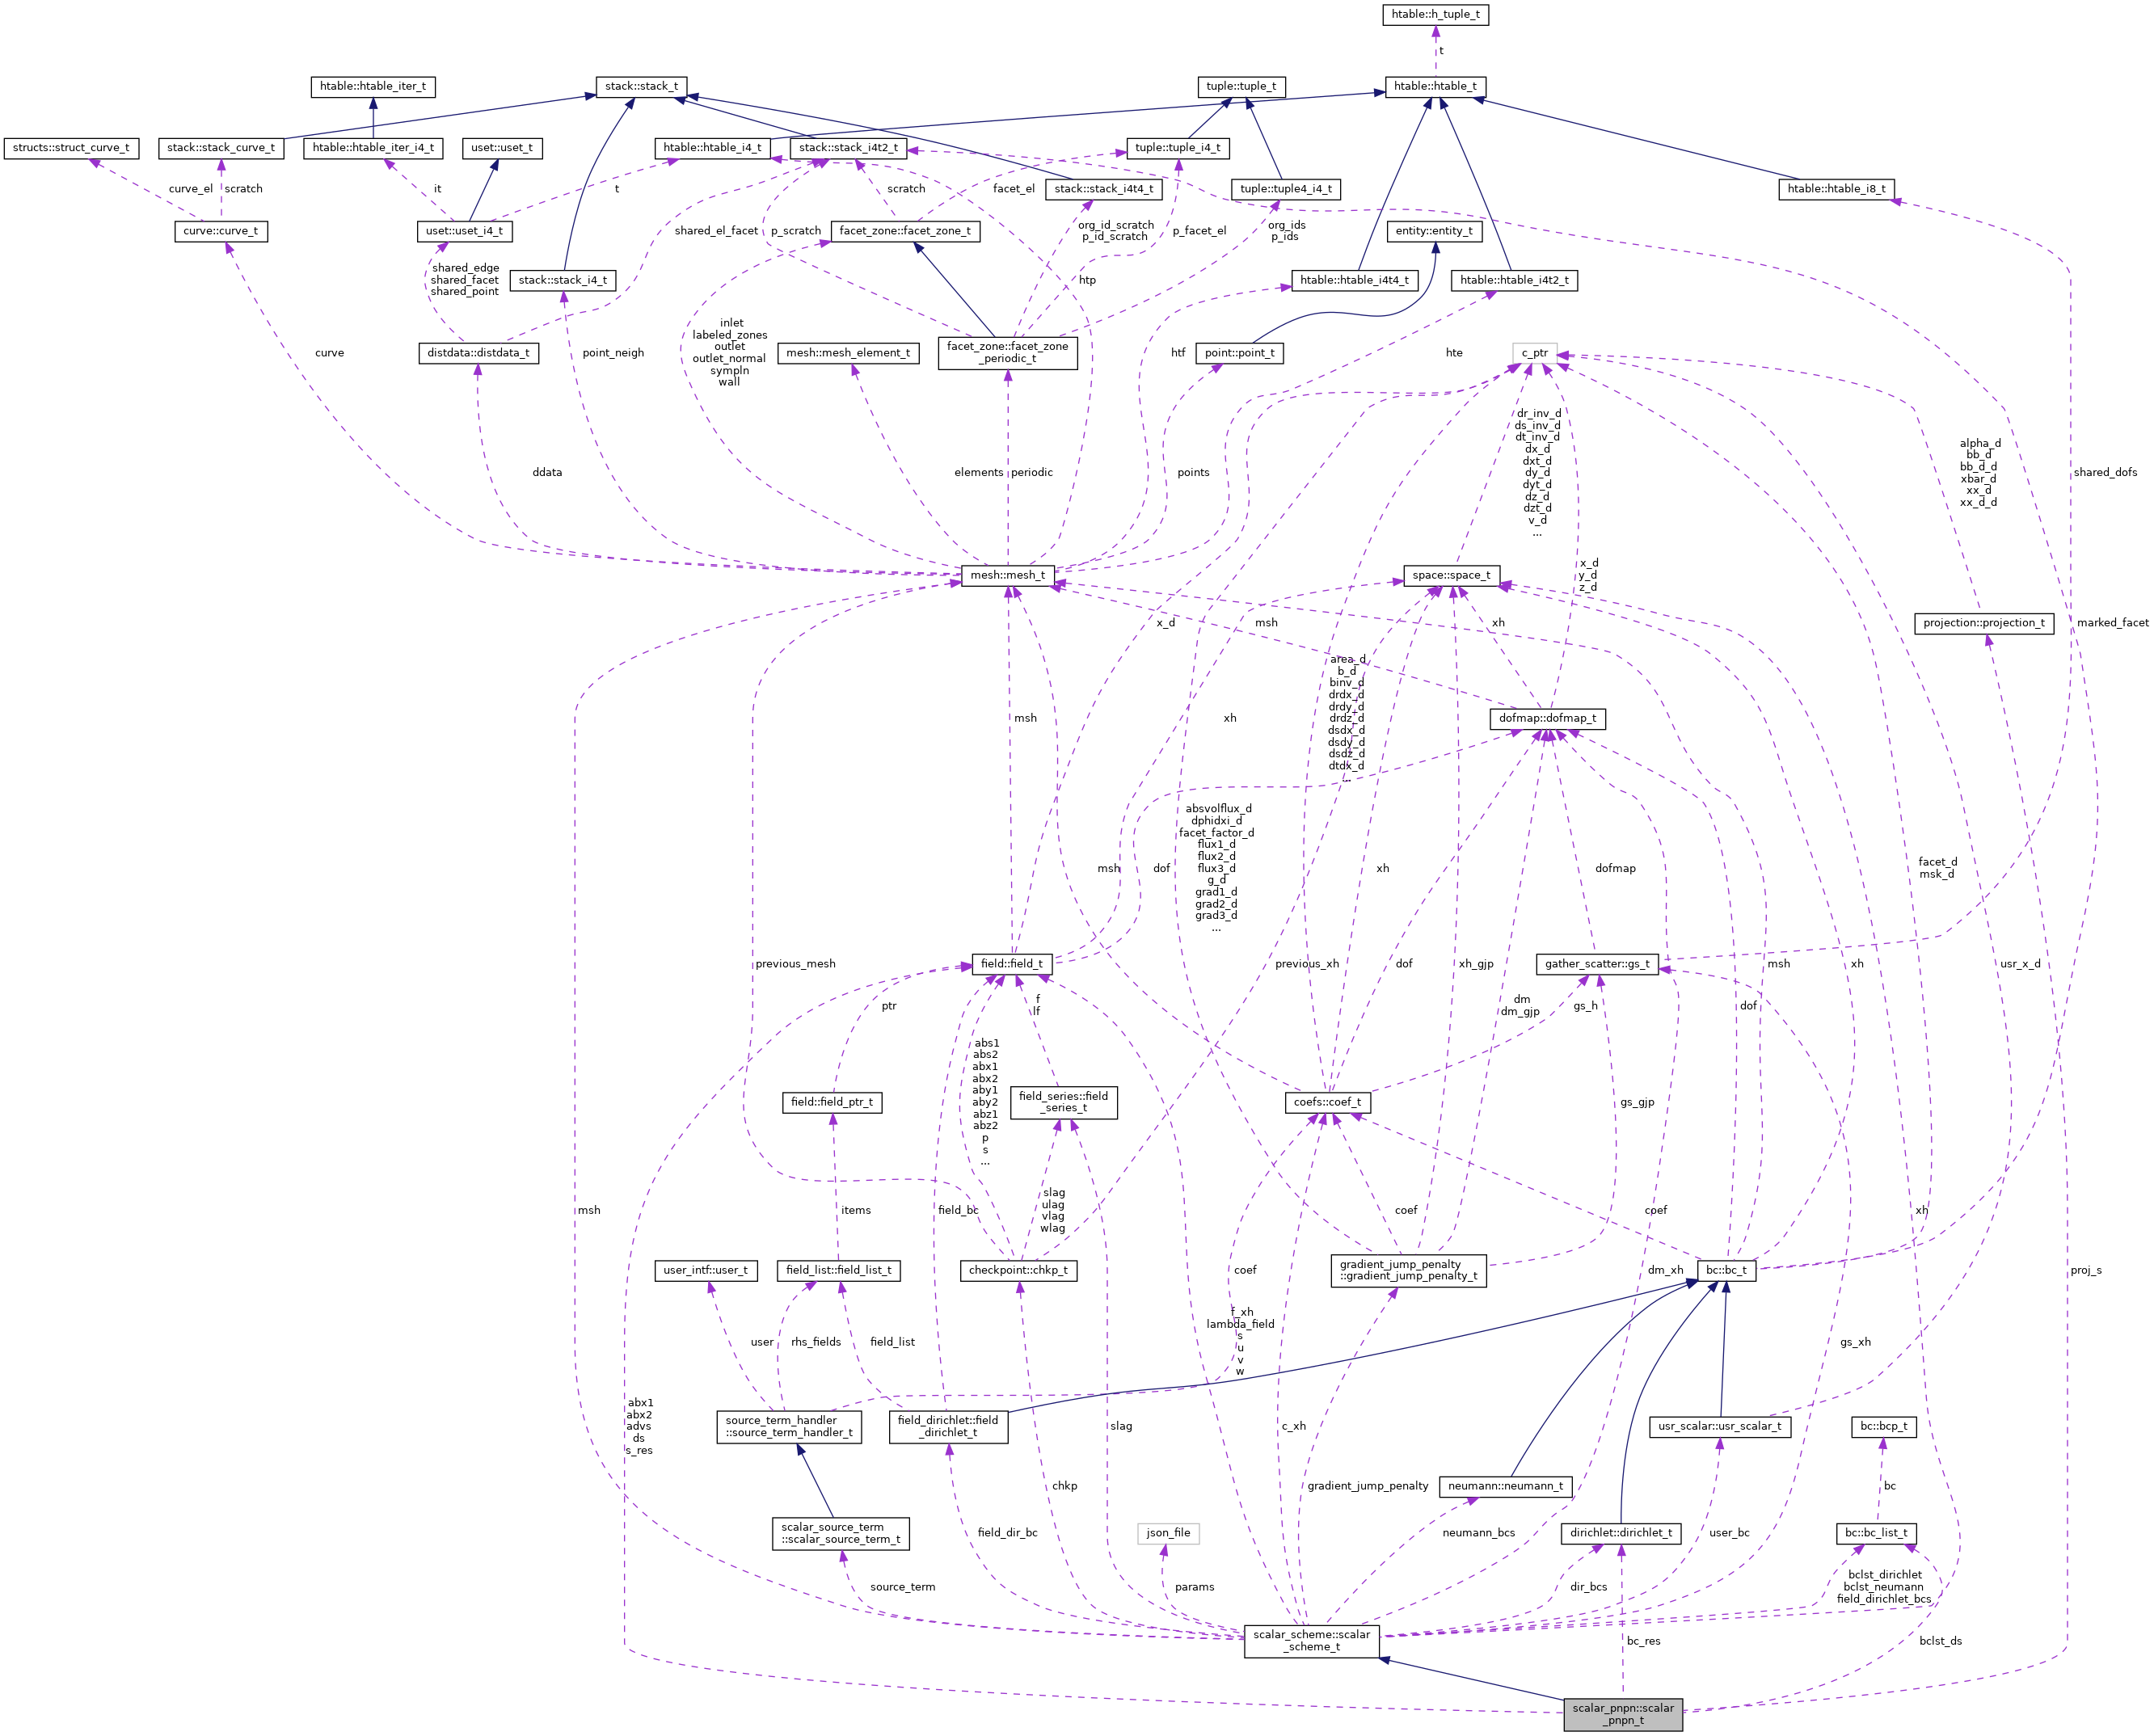 htable::h_tuple_t
t
htable::htable_iter_t
stack::stack_t
tuple::tuple_t
htable::htable_t
structs::struct_curve_t
stack::stack_curve_t
htable::htable_iter_i4_t
uset::uset_t
htable::htable_i4_t
stack::stack_i4t2_t
tuple::tuple_i4_t
curve_el
scratch
it
t
scratch
facet_el
stack::stack_i4t4_t
tuple::tuple4_i4_t
htable::htable_i8_t
curve::curve_t
uset::uset_i4_t
shared_el_facet
p_scratch
facet_zone::facet_zone_t
org_id_scratch
p_id_scratch
p_facet_el
org_ids
p_ids
entity::entity_t
shared_edge
shared_facet
shared_point
stack::stack_i4_t
htp
htable::htable_i4t4_t
htable::htable_i4t2_t
curve
distdata::distdata_t
point_neigh
inlet
labeled_zones
outlet
outlet_normal
sympln
wall
mesh::mesh_element_t
facet_zone::facet_zone
_periodic_t
htf
point::point_t
hte
c_ptr
ddata
elements
periodic
points
dr_inv_d
ds_inv_d
dt_inv_d
dx_d
dxt_d
dy_d
dyt_d
dz_d
dzt_d
v_d
...
alpha_d
bb_d
bb_d_d
xbar_d
xx_d
xx_d_d
shared_dofs
mesh::mesh_t
space::space_t
x_d
y_d
z_d
x_d
msh
xh
projection::projection_t
marked_facet
area_d
b_d
binv_d
drdx_d
drdy_d
drdz_d
dsdx_d
dsdy_d
dsdz_d
dtdx_d
...
msh
xh
dofmap::dofmap_t
absvolflux_d
dphidxi_d
facet_factor_d
flux1_d
flux2_d
flux3_d
g_d
grad1_d
grad2_d
grad3_d
...
msh
dof
xh
dofmap
facet_d
msk_d
previous_mesh
field::field_t
previous_xh
dof
xh_gjp
gather_scatter::gs_t
msh
xh
usr_x_d
ptr
f
lf
dm
dm_gjp
gs_h
dof
abs1
abs2
abx1
abx2
aby1
aby2
abz1
abz2
p
s
...
field::field_ptr_t
field_series::field
_series_t
coefs::coef_t
gs_gjp
msh
items
field_bc
slag
ulag
vlag
wlag
coef
coef
xh
user_intf::user_t
field_list::field_list_t
checkpoint::chkp_t
coef
gradient_jump_penalty
::gradient_jump_penalty_t
dm_xh
bc::bc_t
proj_s
user
rhs_fields
field_list
f_xh
lambda_field
s
u
v
w
gs_xh
abx1
abx2
advs
ds
s_res
source_term_handler
::source_term_handler_t
field_dirichlet::field
_dirichlet_t
slag
c_xh
usr_scalar::usr_scalar_t
bc::bcp_t
chkp
gradient_jump_penalty
neumann::neumann_t
bc
scalar_source_term
::scalar_source_term_t
field_dir_bc
json_file
neumann_bcs
dirichlet::dirichlet_t
user_bc
bc::bc_list_t
source_term
params
dir_bcs
bclst_dirichlet
bclst_neumann
field_dirichlet_bcs
scalar_scheme::scalar
_scheme_t
bc_res
bclst_ds
scalar_pnpn::scalar
_pnpn_t